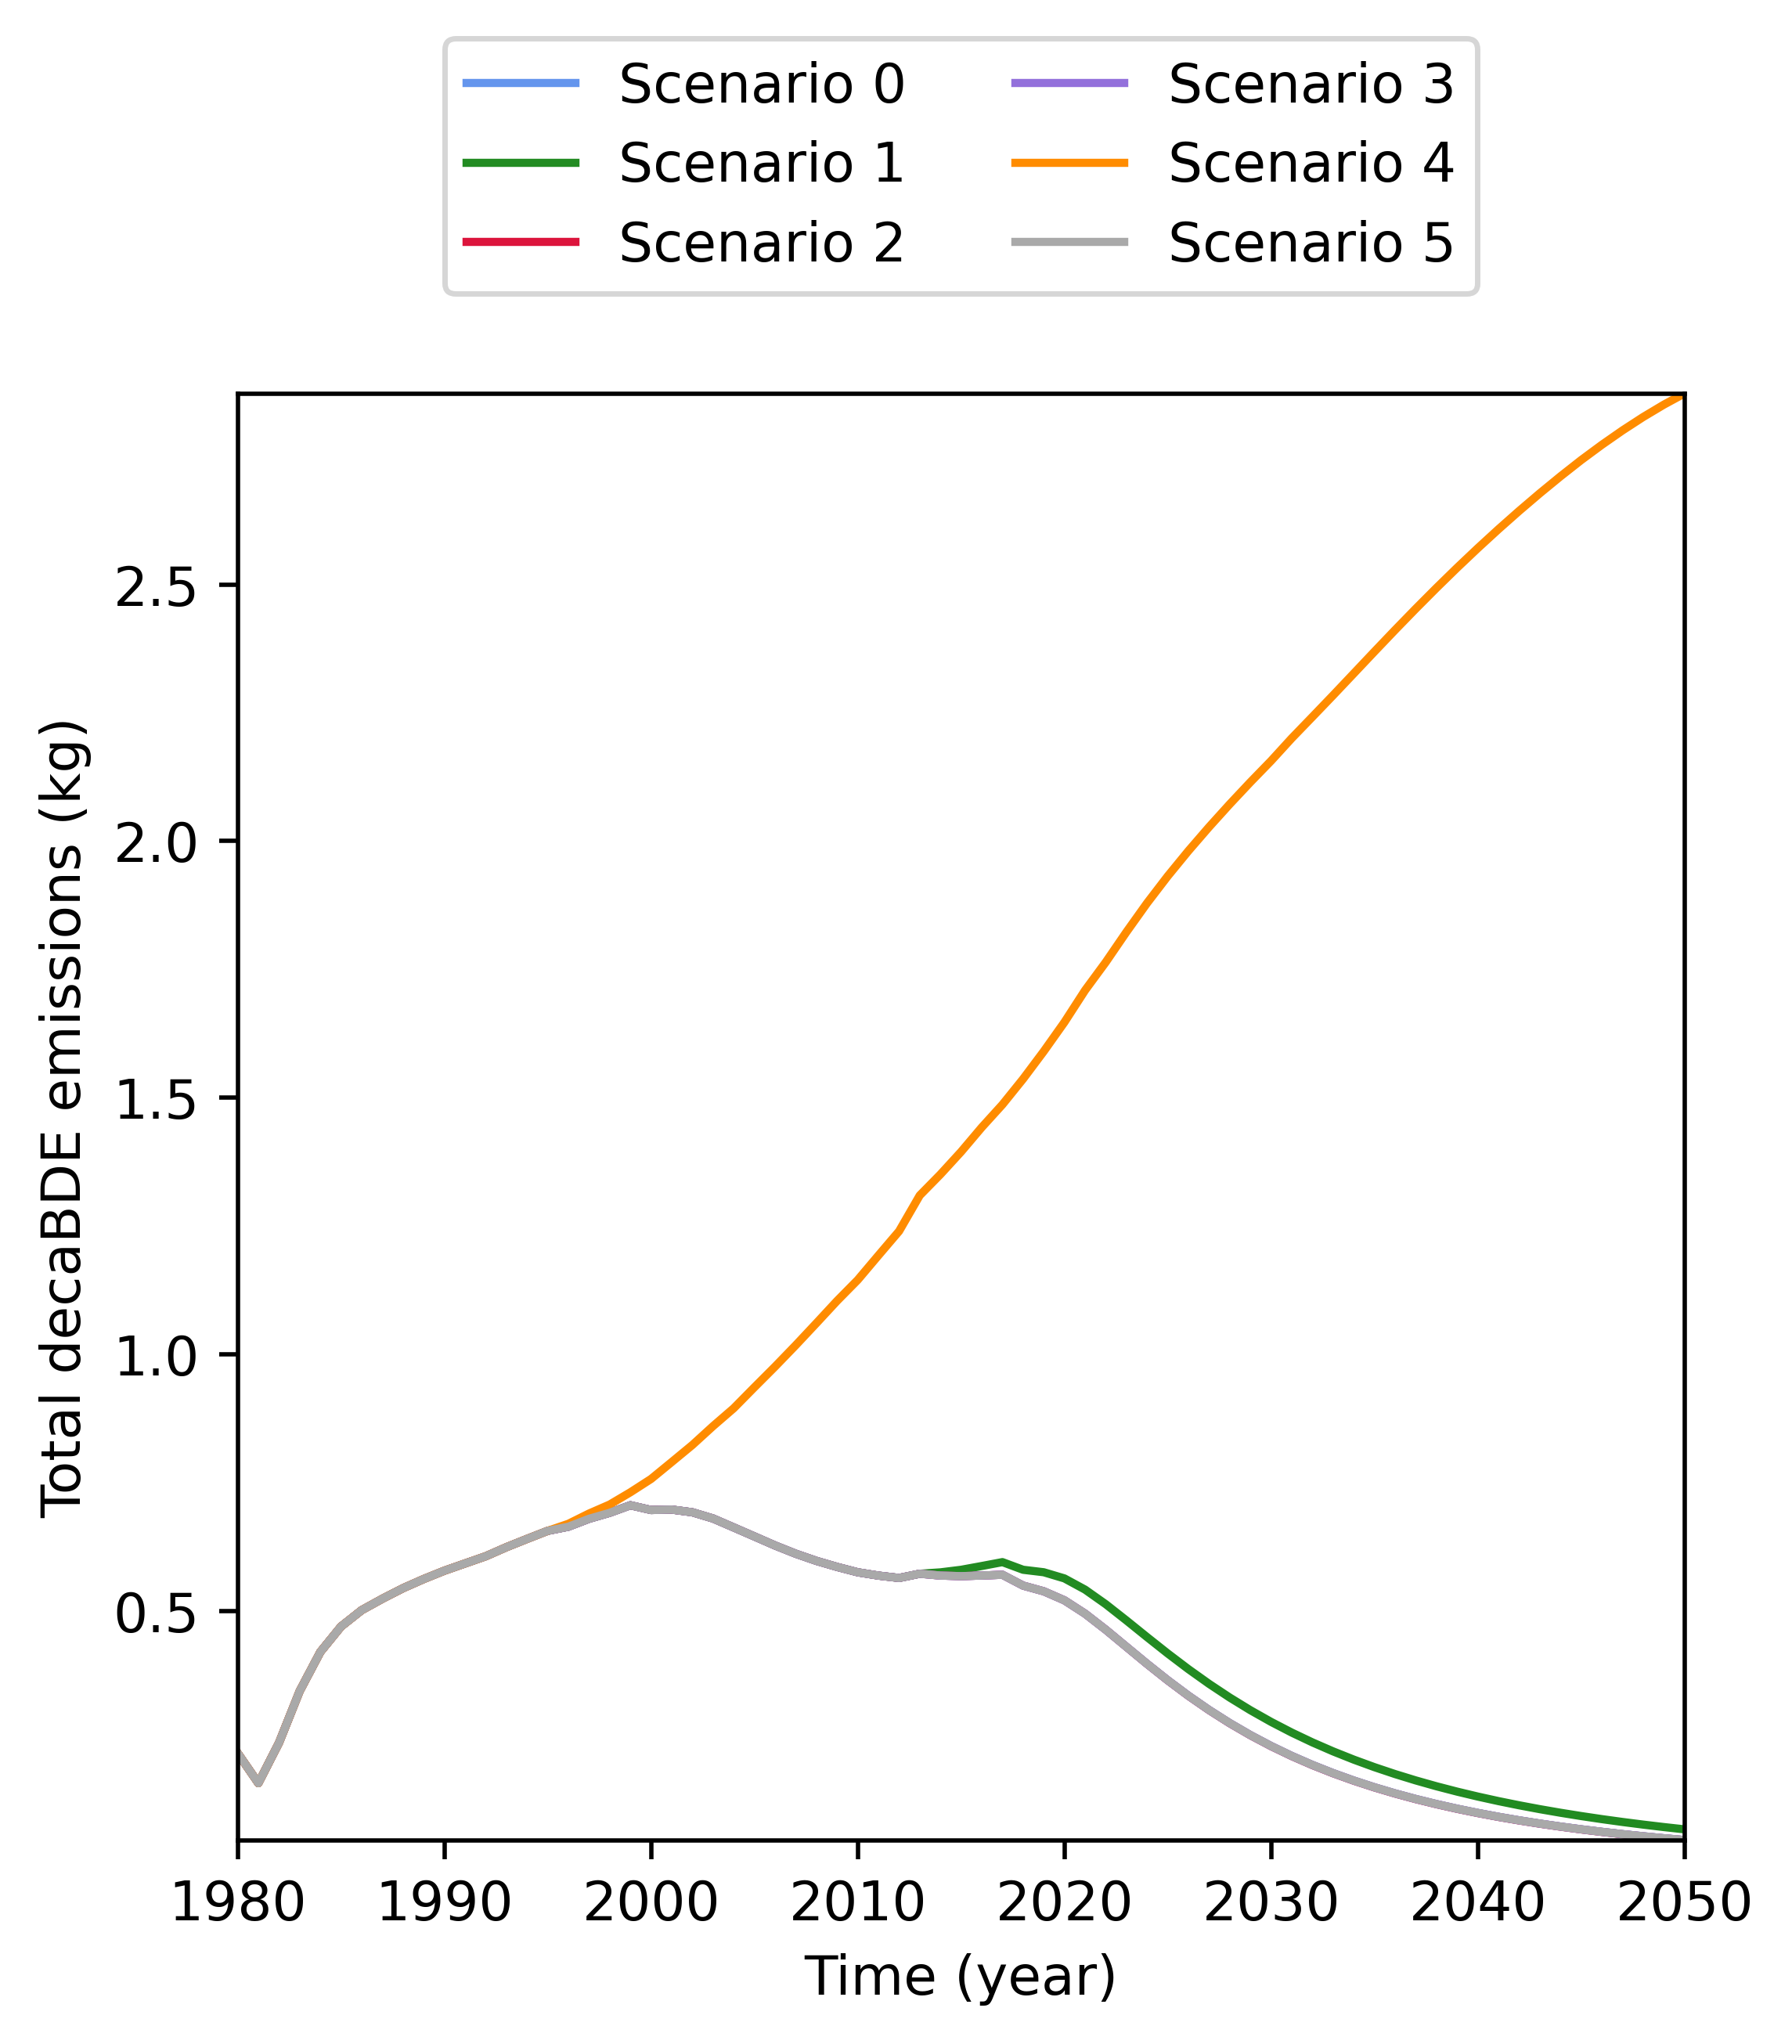 Scenario 0
Scenario 1
Scenario 2
Scenario 3
Scenario 4
Scenario 5
Total decaBDE emissions (kg)
2.5
2.0
1.5
1.0
0.5
1980 1990 2000 2010 2020 2030 2040 2050
Time (year)